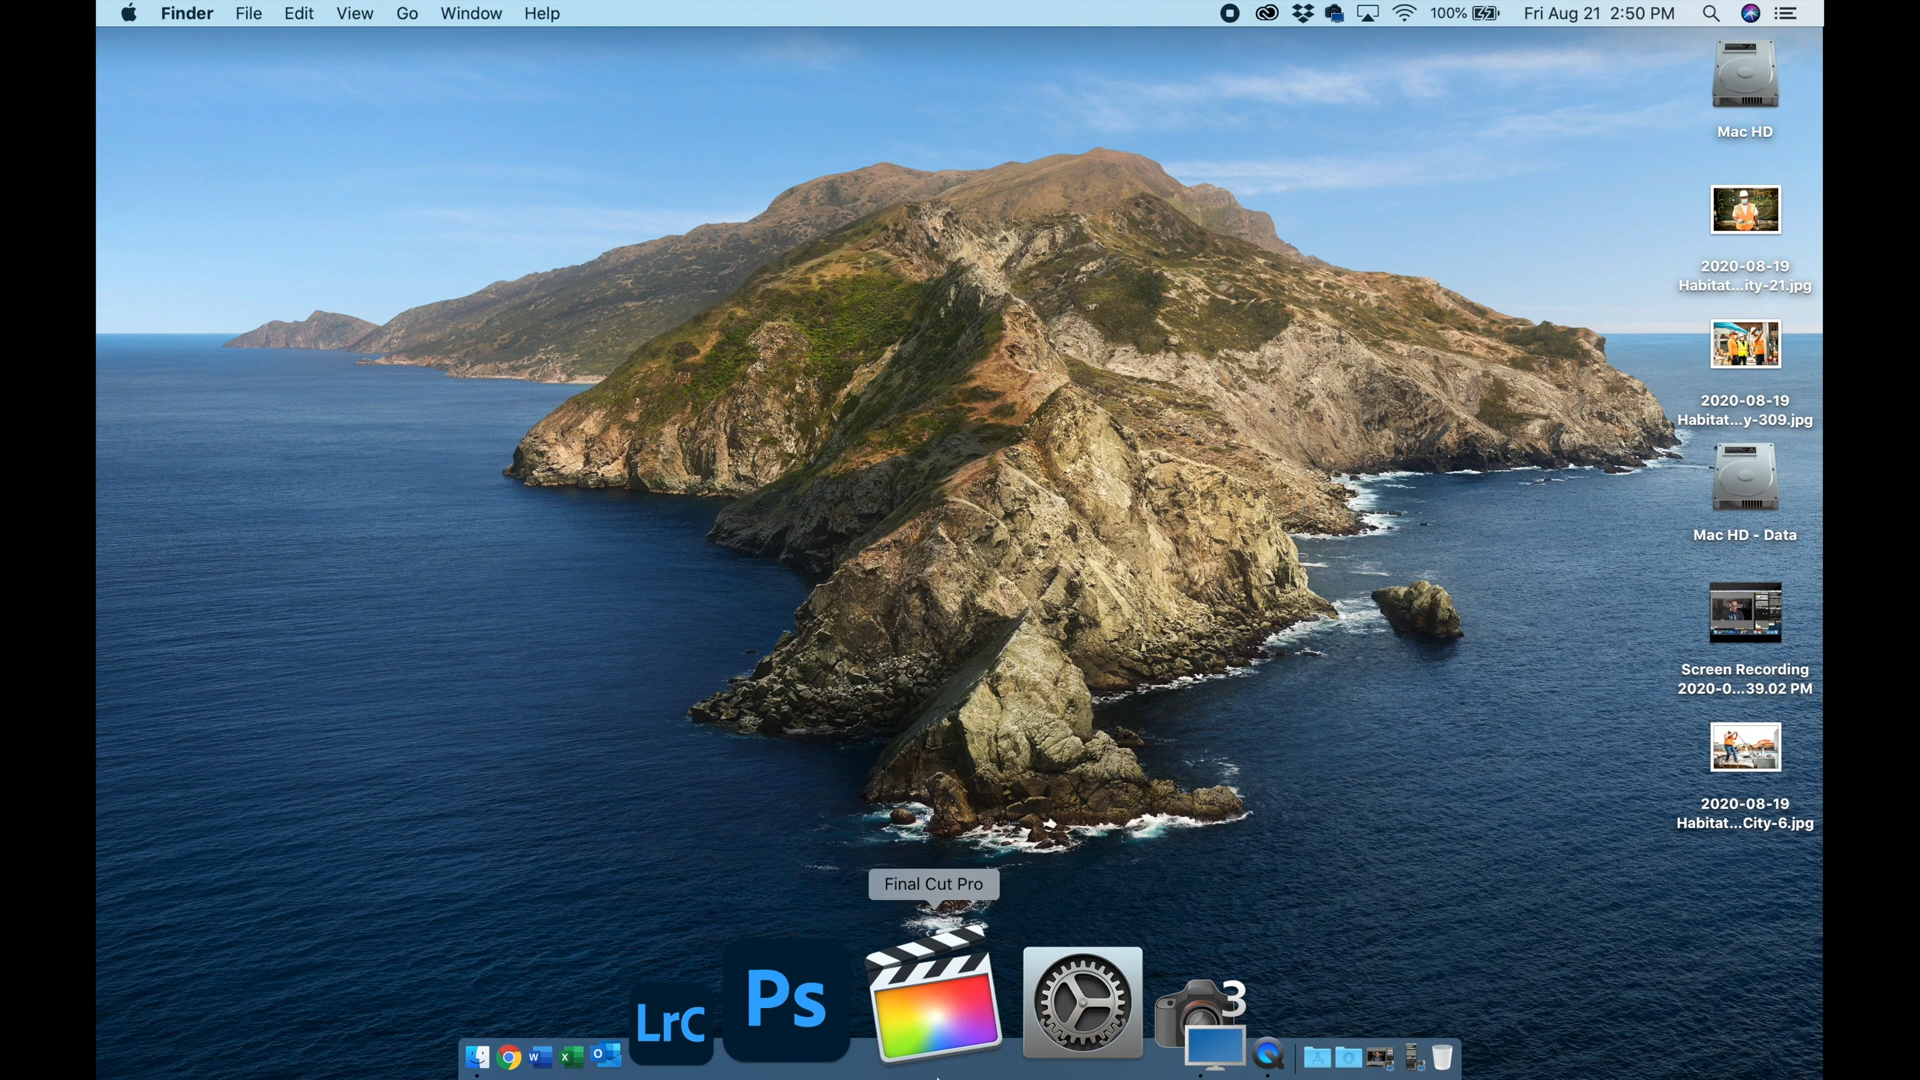 Finder File Edit View Go Window Help 100% Fri Aug 21 2:50 PM
Mac HD
2020-08-19
Habitat...ity-21.jpg
2020-08-19
Habitat...y-309.jpg
Mac HD - Data
Screen Recording
2020-0...39.02 PM
2020-08-19
Habitat...City-6.jpg
Final Cut Pro
LrC Ps 3
W X O